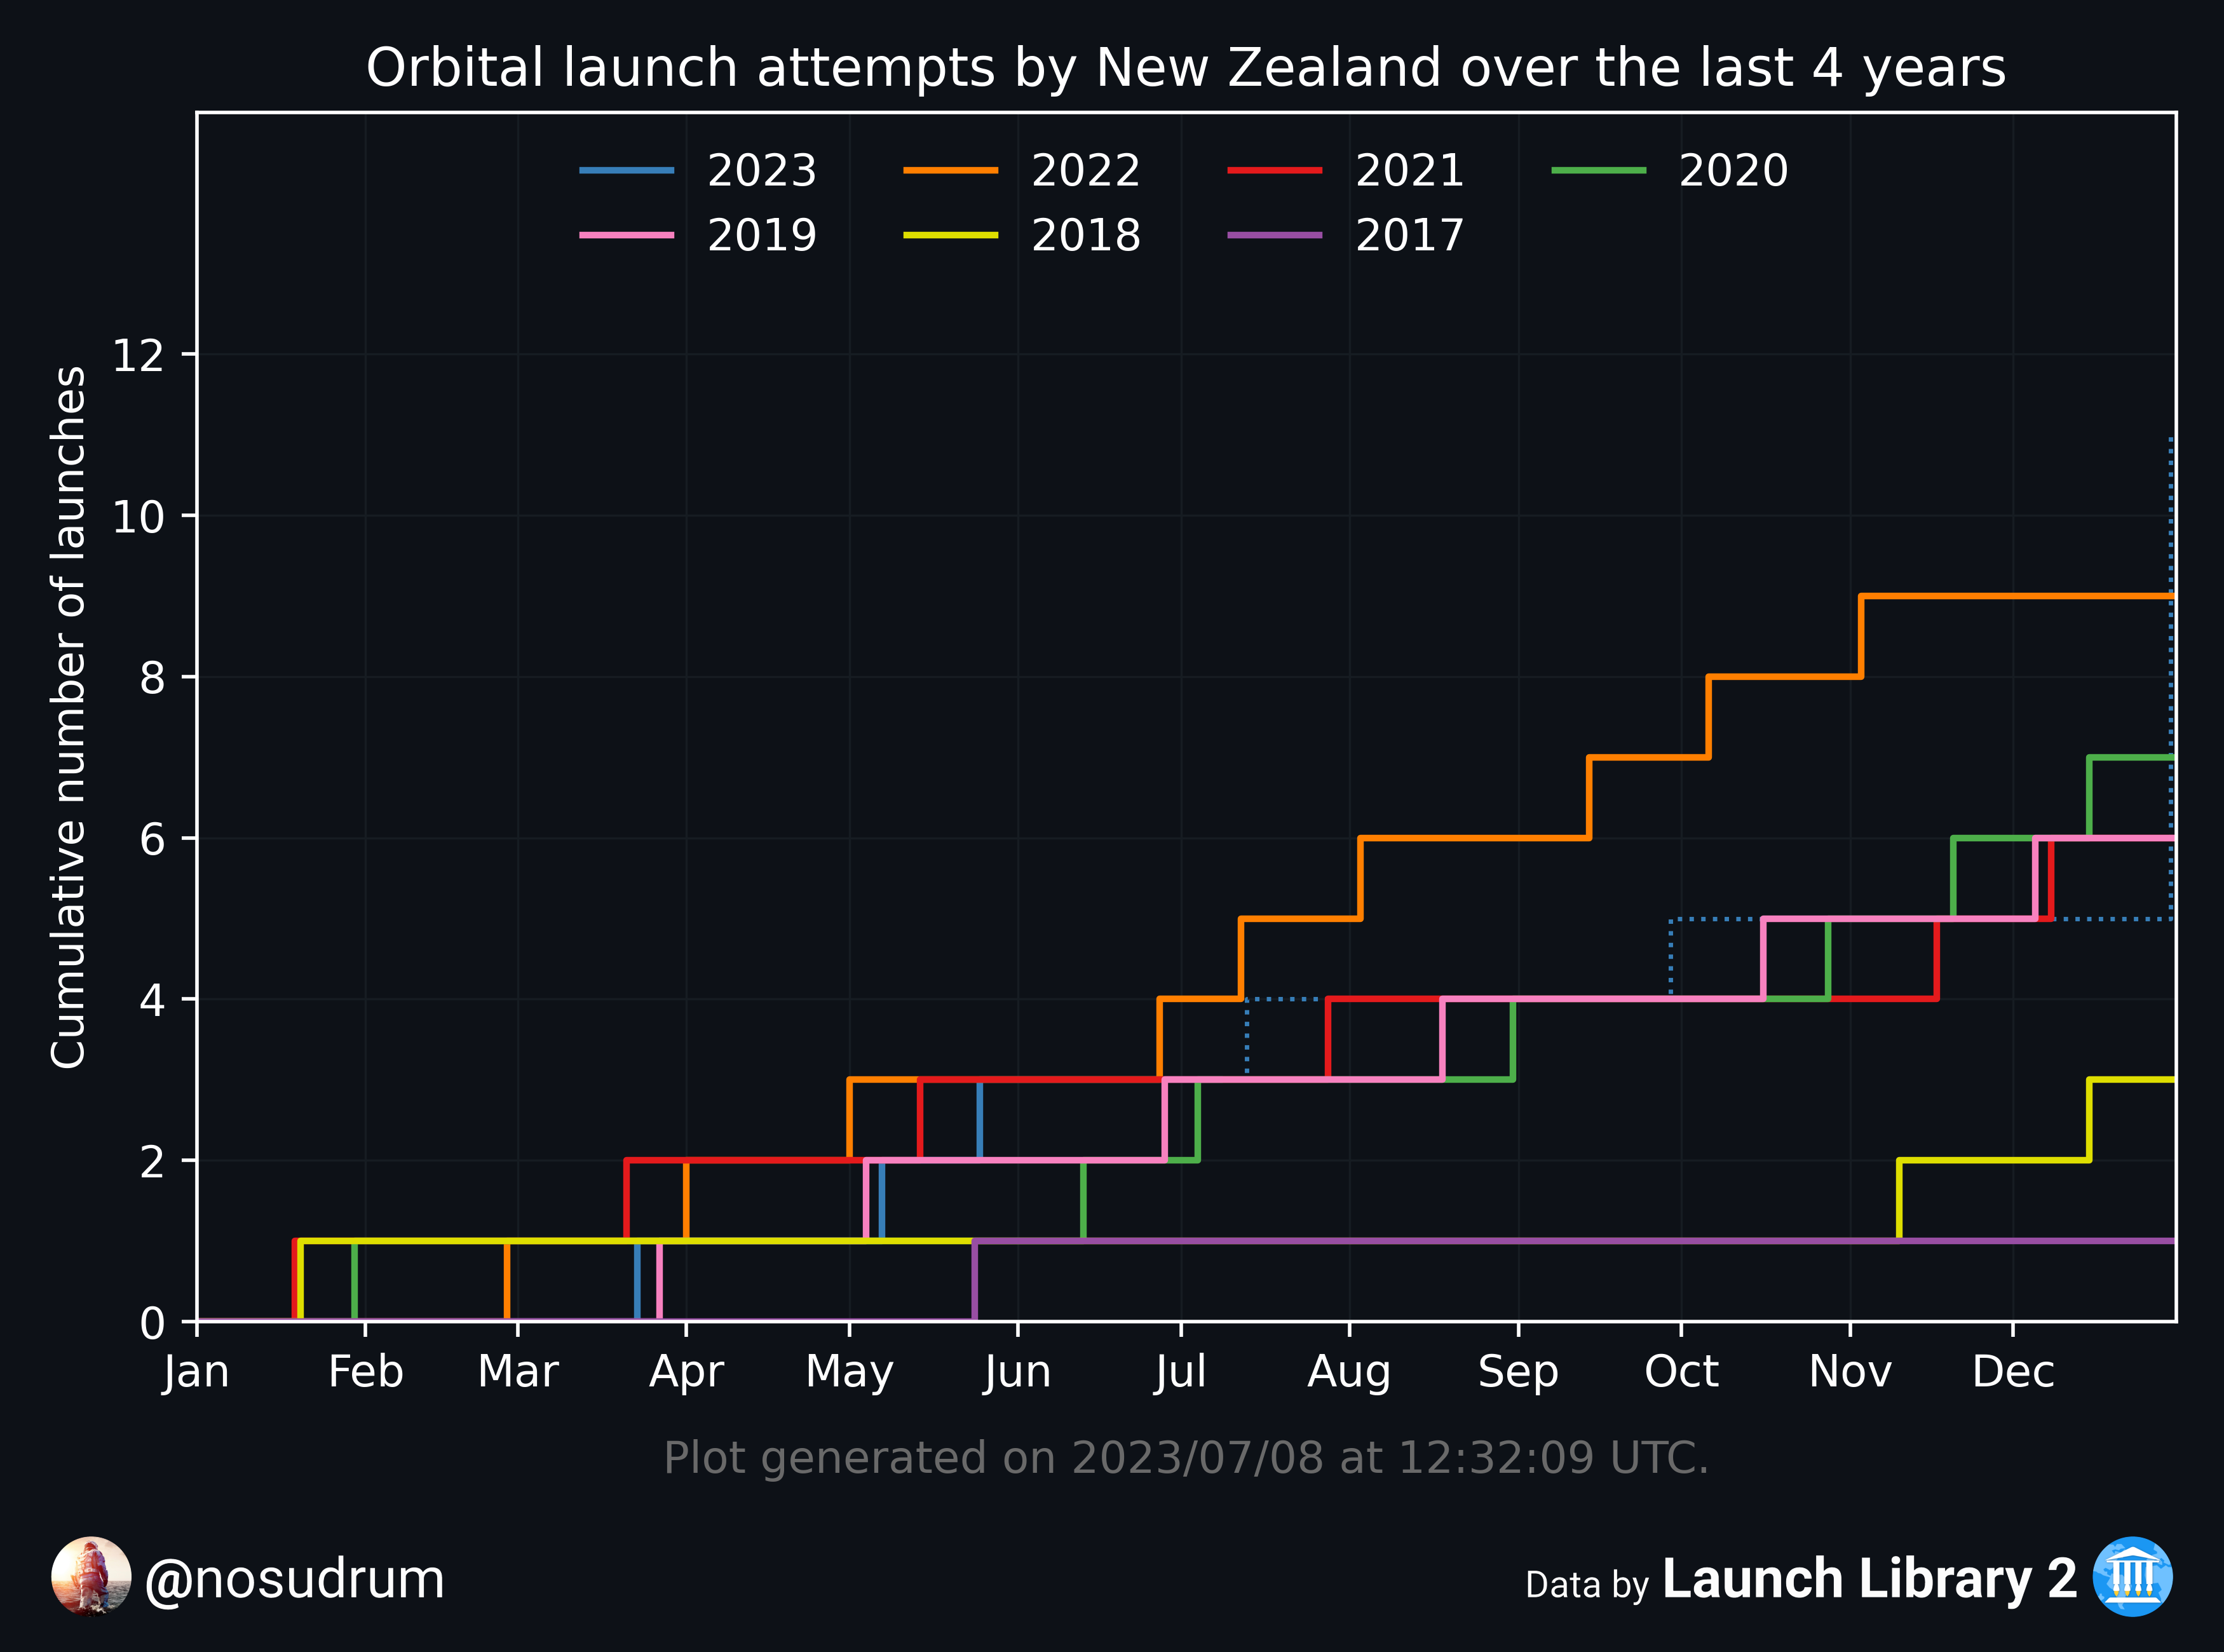 Orbital launch attempts by New Zealand over the last 4 years
2023 2022 2021 2020
2019 2018 2017
Cumulative number of launches
12
10
8
6
4
2
0
Jan Feb Mar Apr May Jun Jul Aug Sep Oct Nov Dec
Plot generated on 2023/07/08 at 12:32:09 UTC.
@nosudrum
Data by Launch Library 2